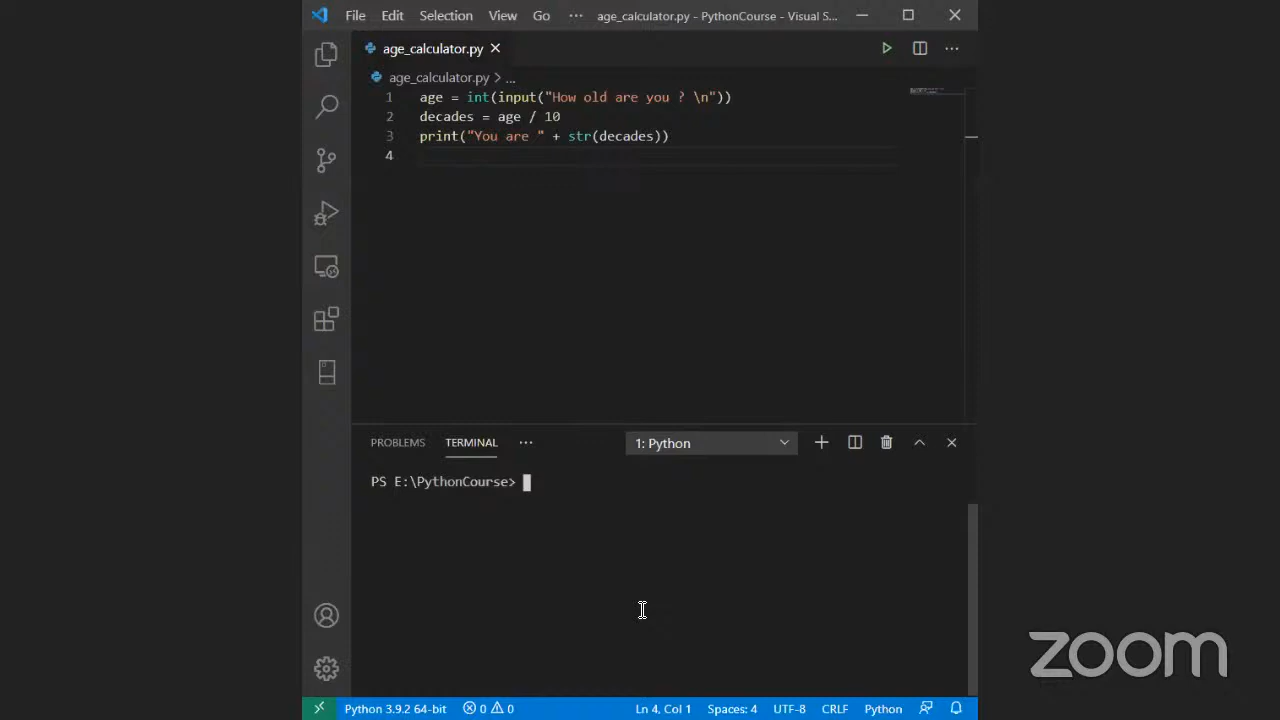 File Edit Selection View Go ··· age_calculator.py - PythonCourse - Visual S...
age_calculator.py
age_calculator.py > ...
1 age = int(input("How old are you ? \n"))
2 decades = age / 10
3 print("You are " + str(decades))
4
PROBLEMS TERMINAL ··· 1: Python
PS E:\PythonCourse>
zoom
Python 3.9.2 64-bit 0 0 Ln 4, Col 1 Spaces: 4 UTF-8 CRLF Python